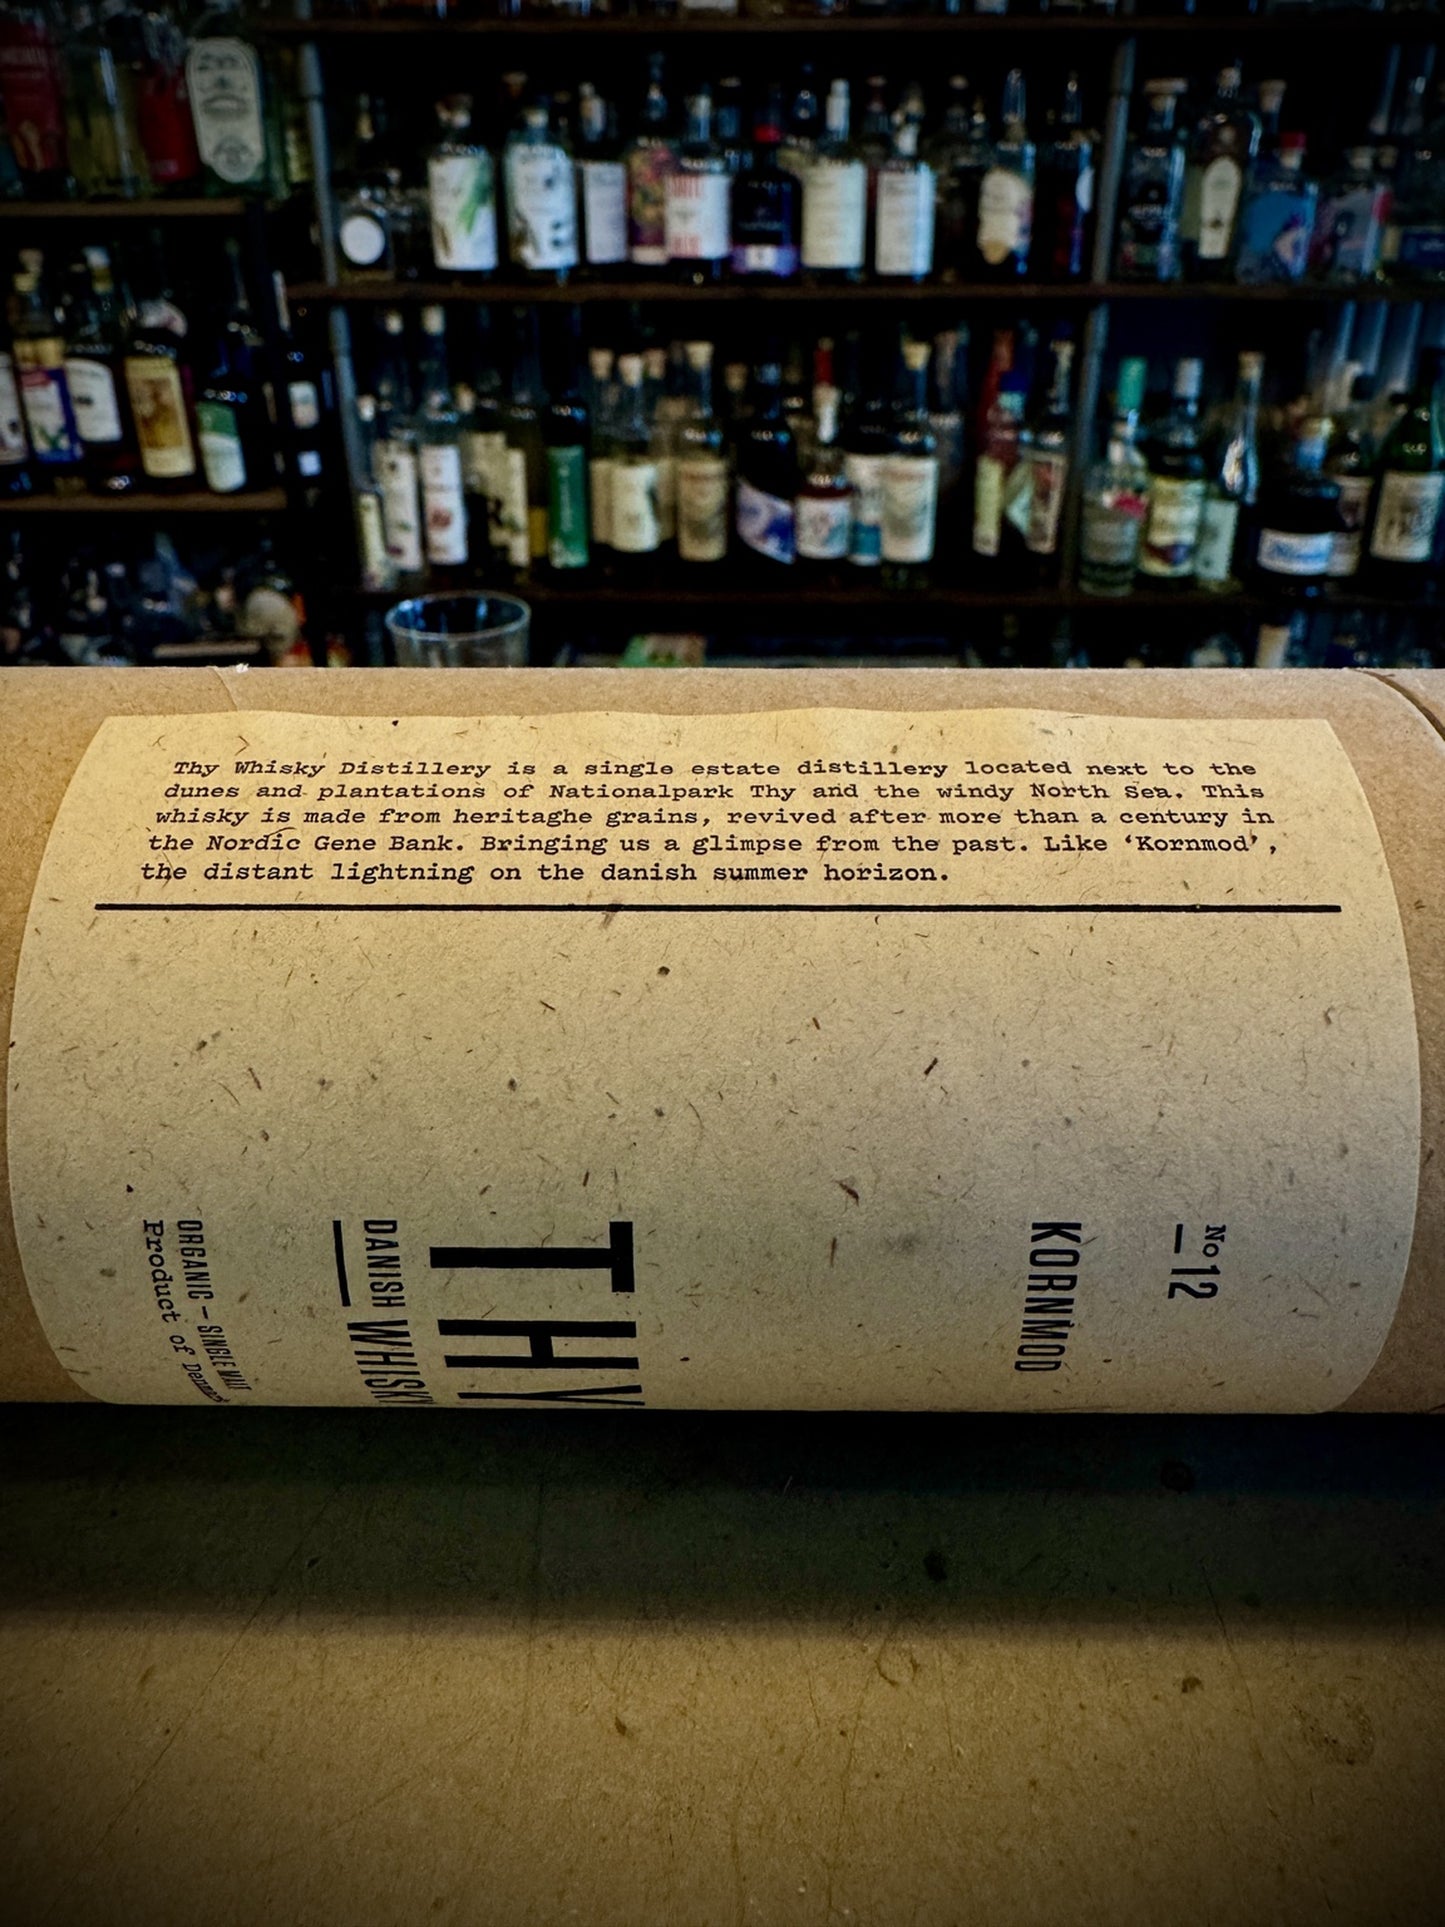 Thy Whisky Distillery is a single estate distillery located next to the
dunes and plantations of Nationalpark Thy and the windy North Sea. This
whisky is made from heritaghe grains, revived after more than a century in
the Nordic Gene Bank. Bringing us a glimpse from the past. Like ‘Kornmod’,
the distant lightning on the danish summer horizon.
No 12
KORNMOD
THY
DANISH WHISKY
ORGANIC – SINGLE MALT
Product of Denmark